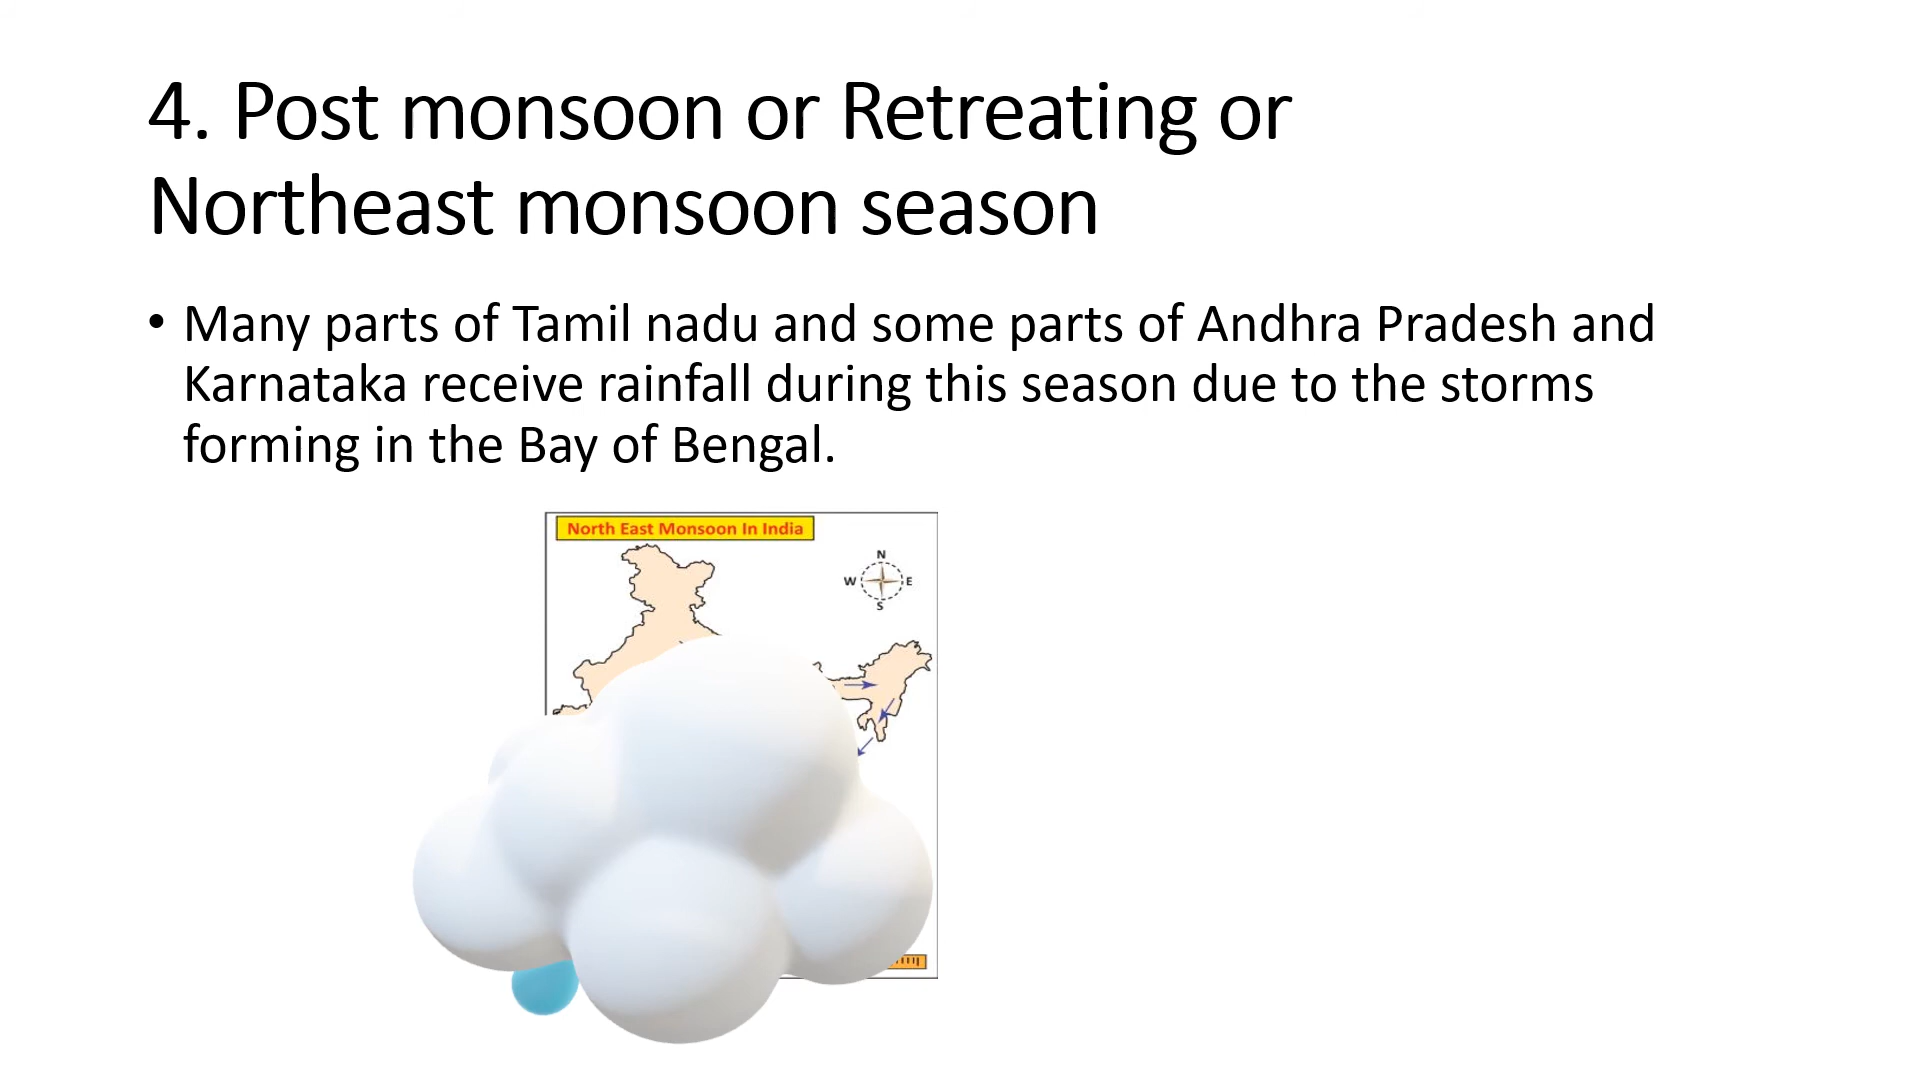 4. Post monsoon or Retreating or
Northeast monsoon season
• Many parts of Tamil nadu and some parts of Andhra Pradesh and
Karnataka receive rainfall during this season due to the storms
forming in the Bay of Bengal.
North East Monsoon In India
N
W E
S